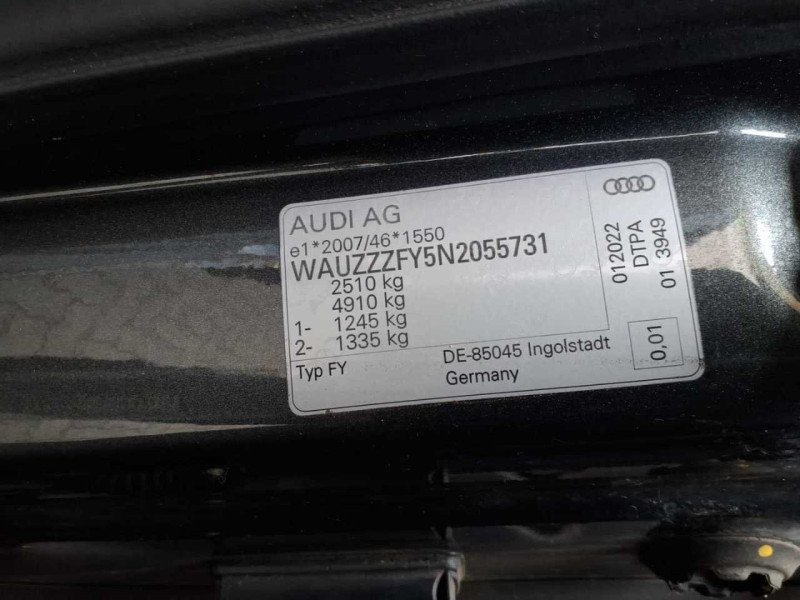 AUDI AG
e1*2007/46*1550
WAUZZZFY5N2055731
2510 kg
4910 kg
1- 1245 kg
2- 1335 kg
Typ FY
DE-85045 Ingolstadt
Germany
012022
DTPA
01 3949
0,01